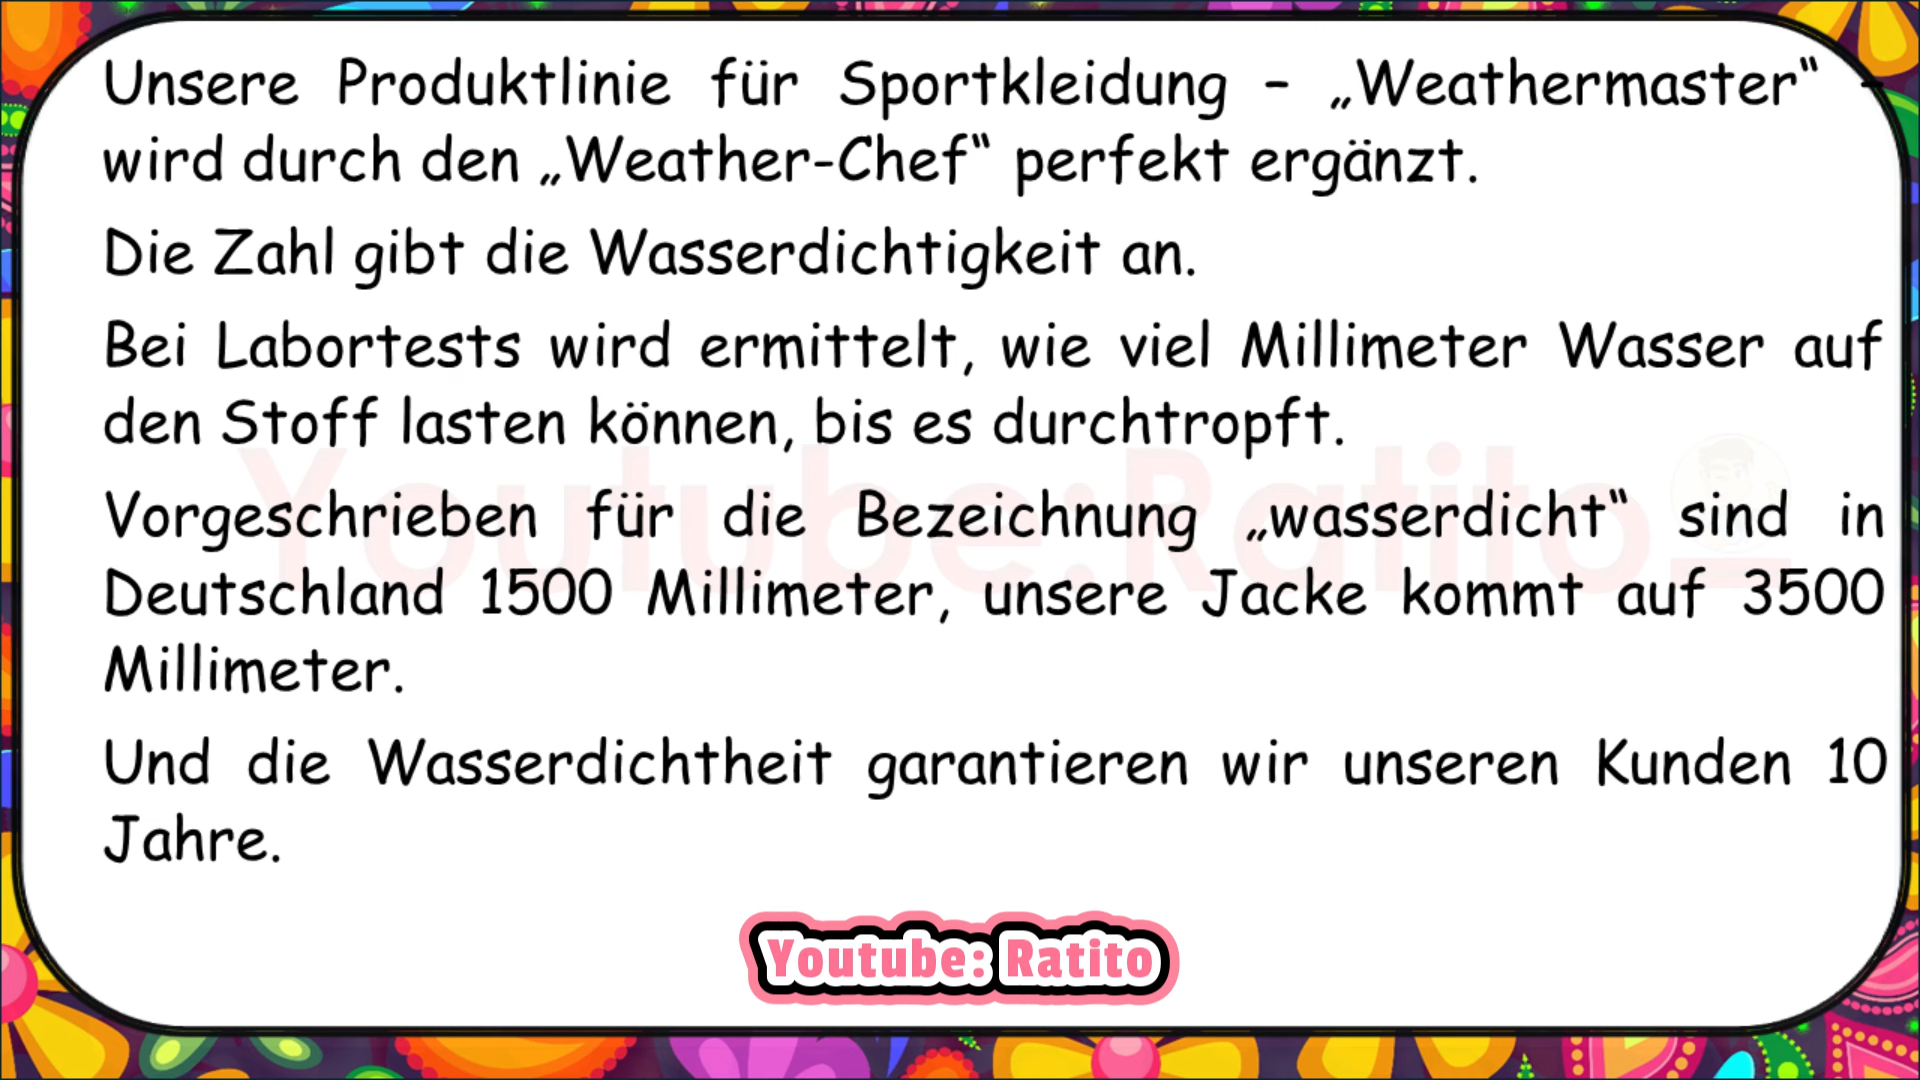 Unsere Produktlinie für Sportkleidung – „Weathermaster“ –
wird durch den „Weather-Chef“ perfekt ergänzt.
Die Zahl gibt die Wasserdichtigkeit an.
Bei Labortests wird ermittelt, wie viel Millimeter Wasser auf
den Stoff lasten können, bis es durchtropft.
Vorgeschrieben für die Bezeichnung „wasserdicht“ sind in
Youtube:Ratito
Deutschland 1500 Millimeter, unsere Jacke kommt auf 3500
Millimeter.
Und die Wasserdichtheit garantieren wir unseren Kunden 10
Jahre.
Youtube: Ratito